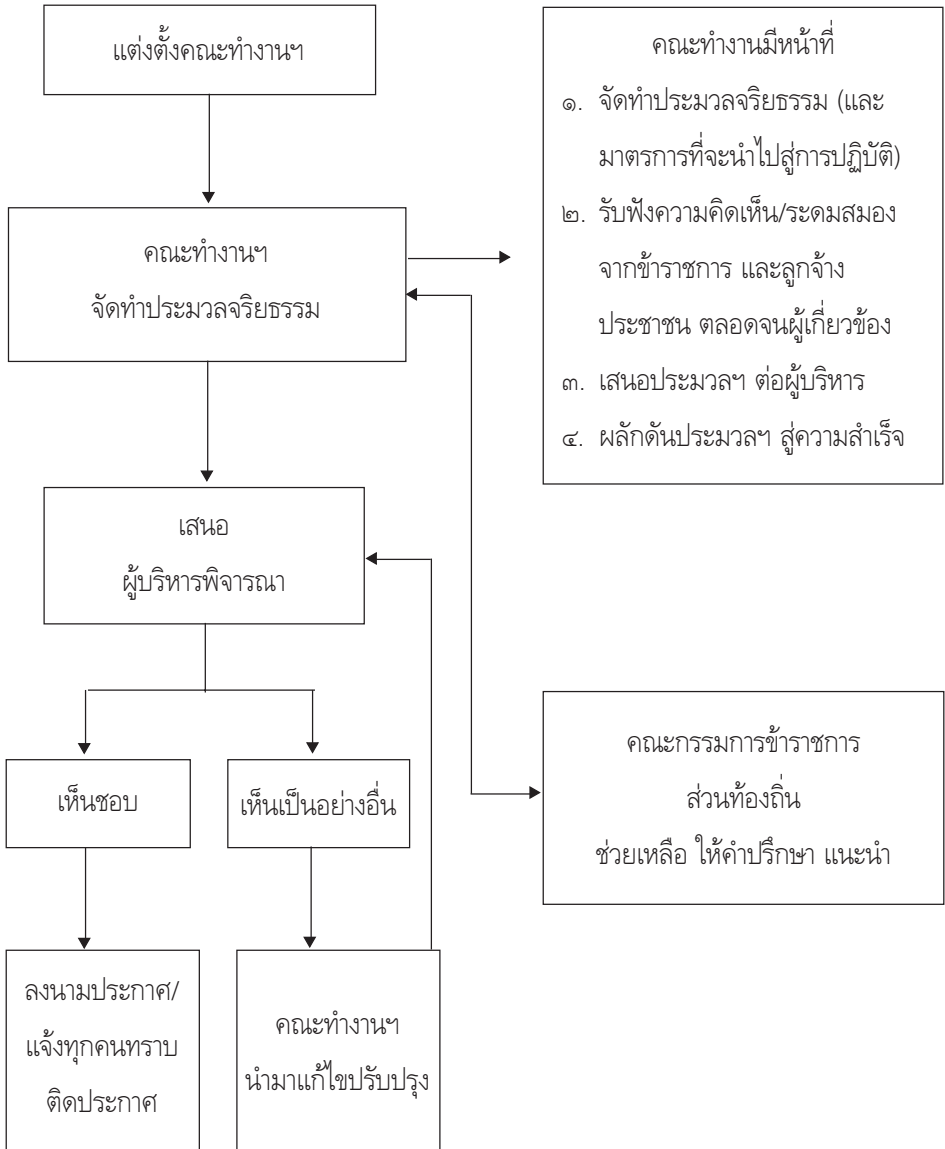 แต่งตั้งคณะทำงานฯ
คณะทำงานมีหน้าที่
๑. จัดทำประมวลจริยธรรม (และ
มาตรการที่จะนำไปสู่การปฏิบัติ)
๒. รับฟังความคิดเห็น/ระดมสมอง
จากข้าราชการ และลูกจ้าง
ประชาชน ตลอดจนผู้เกี่ยวข้อง
๓. เสนอประมวลฯ ต่อผู้บริหาร
๔. ผลักดันประมวลฯ สู่ความสำเร็จ
คณะทำงานฯ
จัดทำประมวลจริยธรรม
เสนอ
ผู้บริหารพิจารณา
คณะกรรมการข้าราชการ
ส่วนท้องถิ่น
ช่วยเหลือ ให้คำปรึกษา แนะนำ
เห็นชอบ
เห็นเป็นอย่างอื่น
ลงนามประกาศ/
แจ้งทุกคนทราบ
ติดประกาศ
คณะทำงานฯ
นำมาแก้ไขปรับปรุง